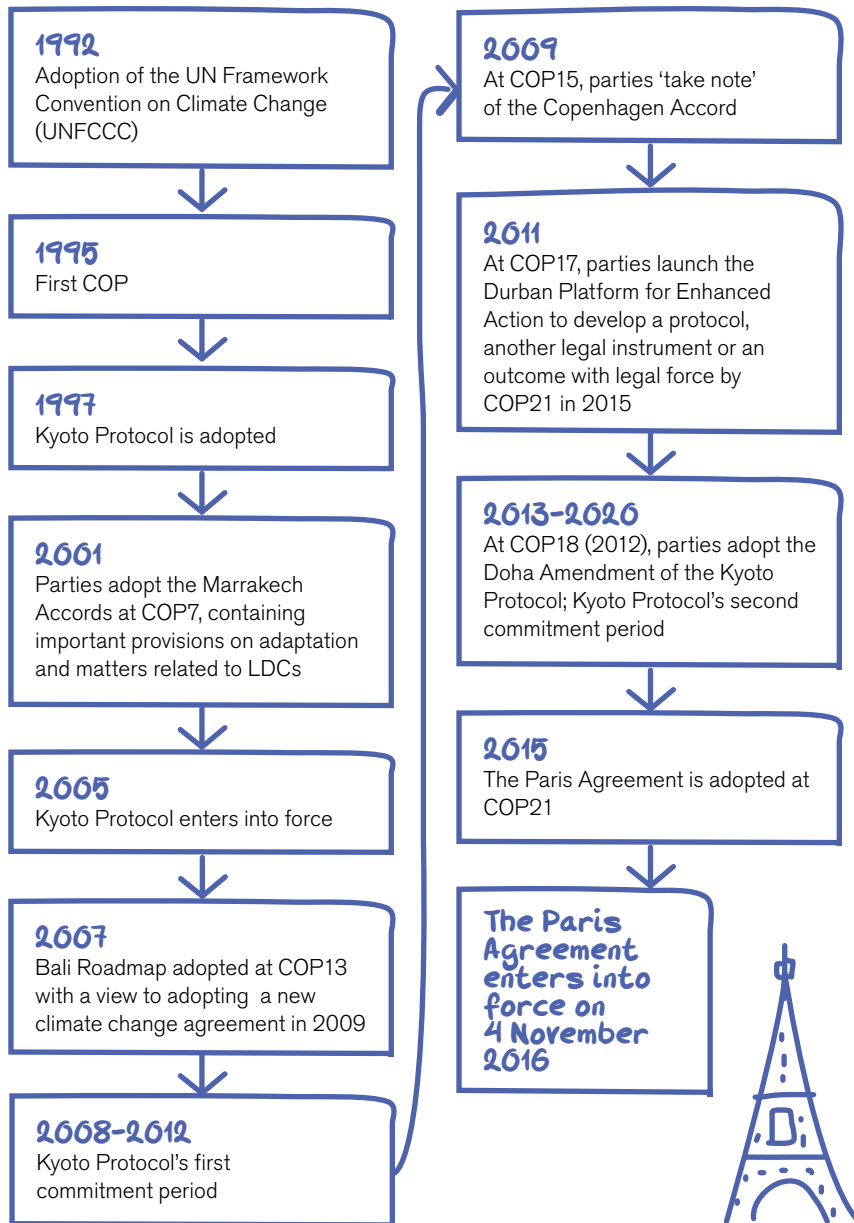 1992
Adoption of the UN Framework
Convention on Climate Change
(UNFCCC)
1995
First COP
1997
Kyoto Protocol is adopted
2001
Parties adopt the Marrakech
Accords at COP7, containing
important provisions on adaptation
and matters related to LDCs
2005
Kyoto Protocol enters into force
2007
Bali Roadmap adopted at COP13
with a view to adopting  a new
climate change agreement in 2009
2008-2012
Kyoto Protocol’s first
commitment period
2009
At COP15, parties ‘take note’
of the Copenhagen Accord
2011
At COP17, parties launch the
Durban Platform for Enhanced
Action to develop a protocol,
another legal instrument or an
outcome with legal force by
COP21 in 2015
2013-2020
At COP18 (2012), parties adopt the
Doha Amendment of the Kyoto
Protocol; Kyoto Protocol’s second
commitment period
2015
The Paris Agreement is adopted at
COP21
The Paris
Agreement
enters into
force on
4 November
2016